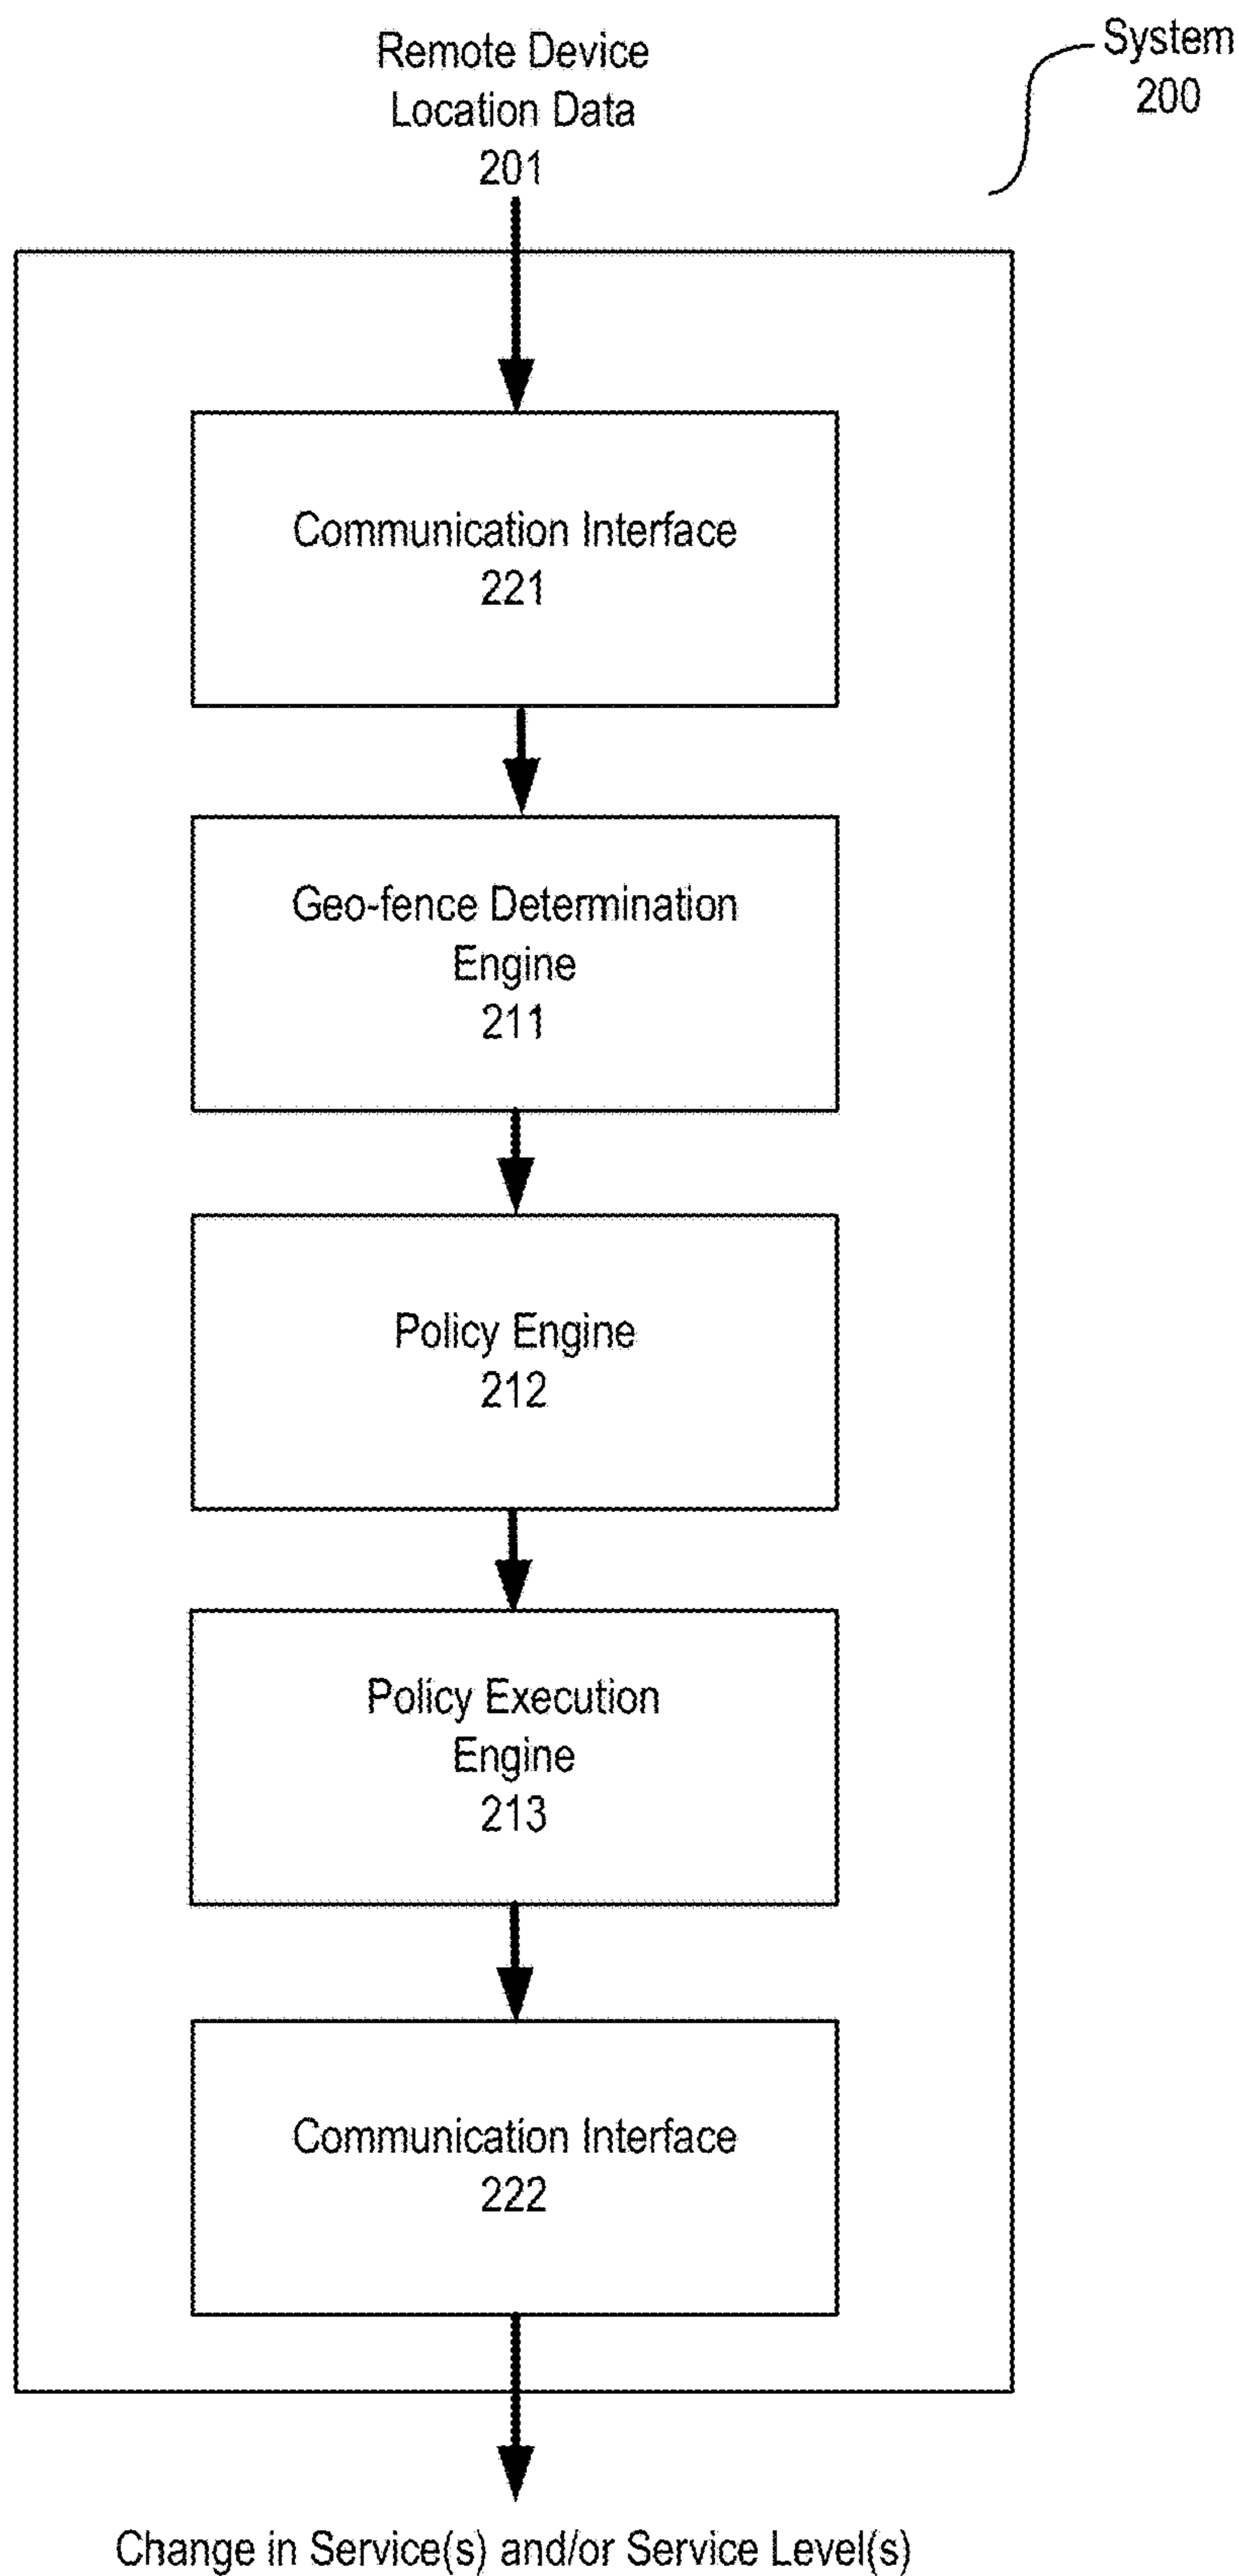 Remote Device
Location Data
201
System
200
Communication Interface
221
Geo-fence Determination
Engine
211
Policy Engine
212
Policy Execution
Engine
213
Communication Interface
222
Change in Service(s) and/or Service Level(s)